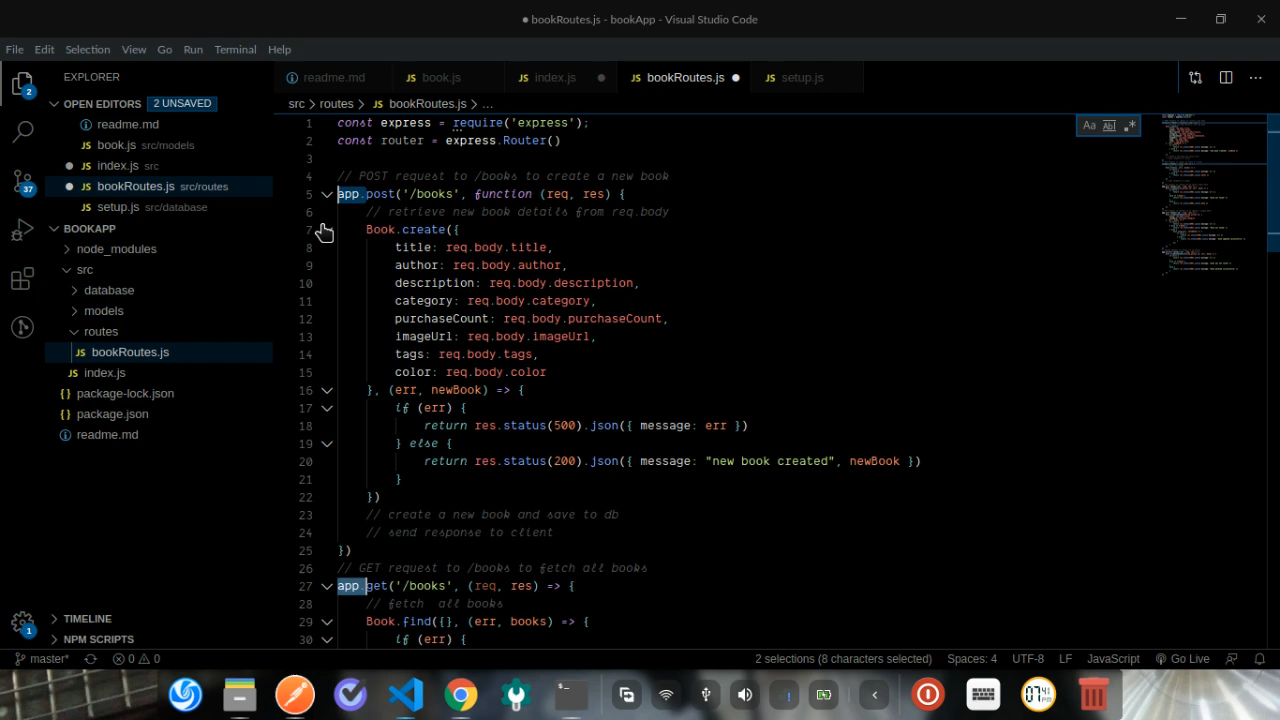 bookRoutes.js - bookApp - Visual Studio Code
File Edit Selection View Go Run Terminal Help
EXPLORER
readme.md
JS book.js
JS index.js
JS bookRoutes.js
JS setup.js
OPEN EDITORS 2 UNSAVED
readme.md
JS book.js src/models
JS index.js src
JS bookRoutes.js src/routes
JS setup.js src/database
BOOKAPP
node_modules
src
database
models
routes
JS bookRoutes.js
JS index.js
{ } package-lock.json
{ } package.json
readme.md
TIMELINE
NPM SCRIPTS
2
37
1
src > routes > JS bookRoutes.js > ...
Aa Ab .*
1 const express = require('express');
2 const router = express.Router()
3
4 // POST request to /books to create a new book
5 app.post('/books', function (req, res) {
6 // retrieve new book details from req.body
7 Book.create({
8 title: req.body.title,
9 author: req.body.author,
10 description: req.body.description,
11 category: req.body.category,
12 purchaseCount: req.body.purchaseCount,
13 imageUrl: req.body.imageUrl,
14 tags: req.body.tags,
15 color: req.body.color
16 }, (err, newBook) => {
17 if (err) {
18 return res.status(500).json({ message: err })
19 } else {
20 return res.status(200).json({ message: "new book created", newBook })
21 }
22 })
23 // create a new book and save to db
24 // send response to client
25 })
26 // GET request to /books to fetch all books
27 app.get('/books', (req, res) => {
28 // fetch all books
29 Book.find({}, (err, books) => {
30 if (err) {
master* 0 0 2 selections (8 characters selected) Spaces: 4 UTF-8 LF JavaScript Go Live